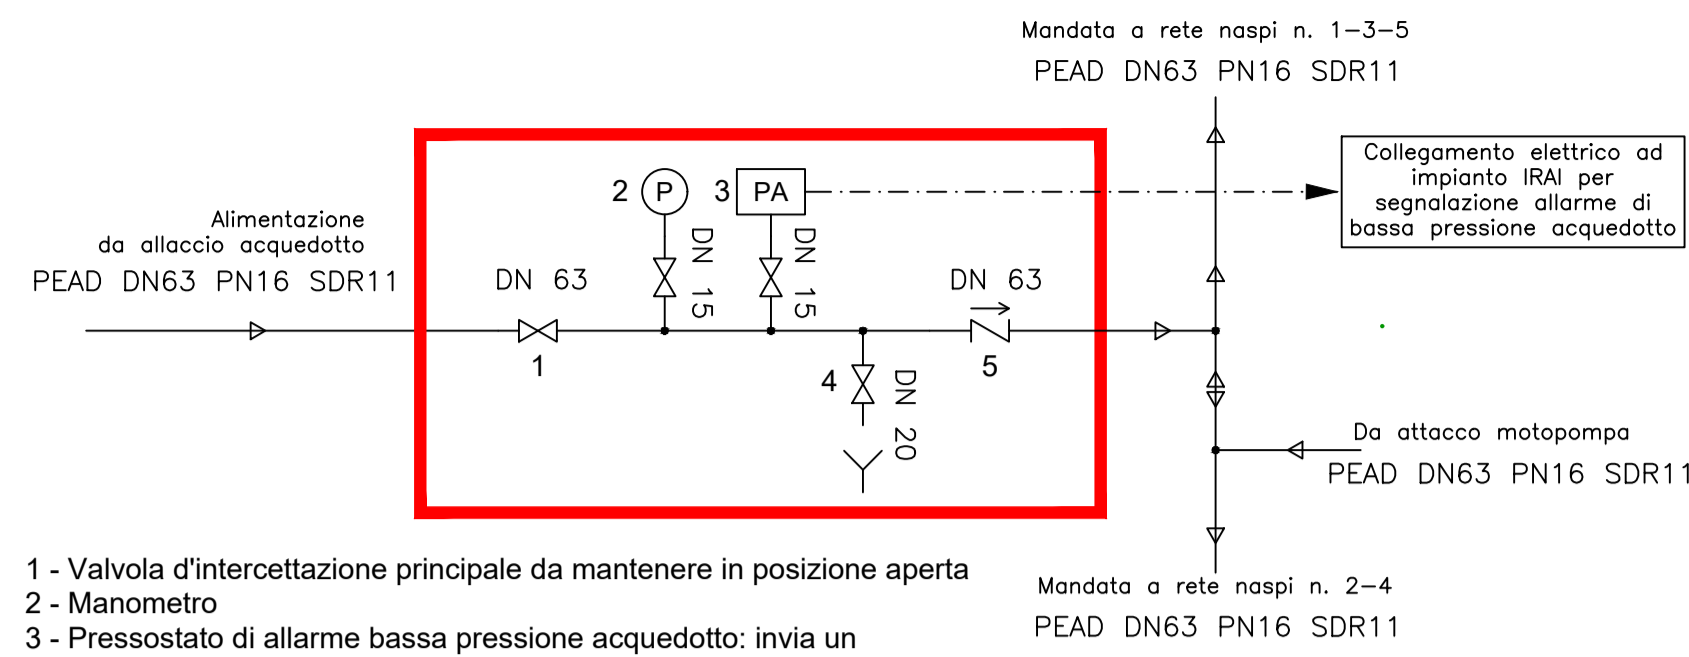 Mandata a rete naspi n. 1-3-5
PEAD DN63 PN16 SDR11
Collegamento elettrico ad
impianto IRAI per
segnalazione allarme di
bassa pressione acquedotto
2 P
3 PA
Alimentazione
da allaccio acquedotto
PEAD DN63 PN16 SDR11
DN 63
DN 15
DN 15
DN 63
1
4
DN 20
5
Da attacco motopompa
PEAD DN63 PN16 SDR11
Mandata a rete naspi n. 2-4
PEAD DN63 PN16 SDR11
1 - Valvola d'intercettazione principale da mantenere in posizione aperta
2 - Manometro
3 - Pressostato di allarme bassa pressione acquedotto: invia un